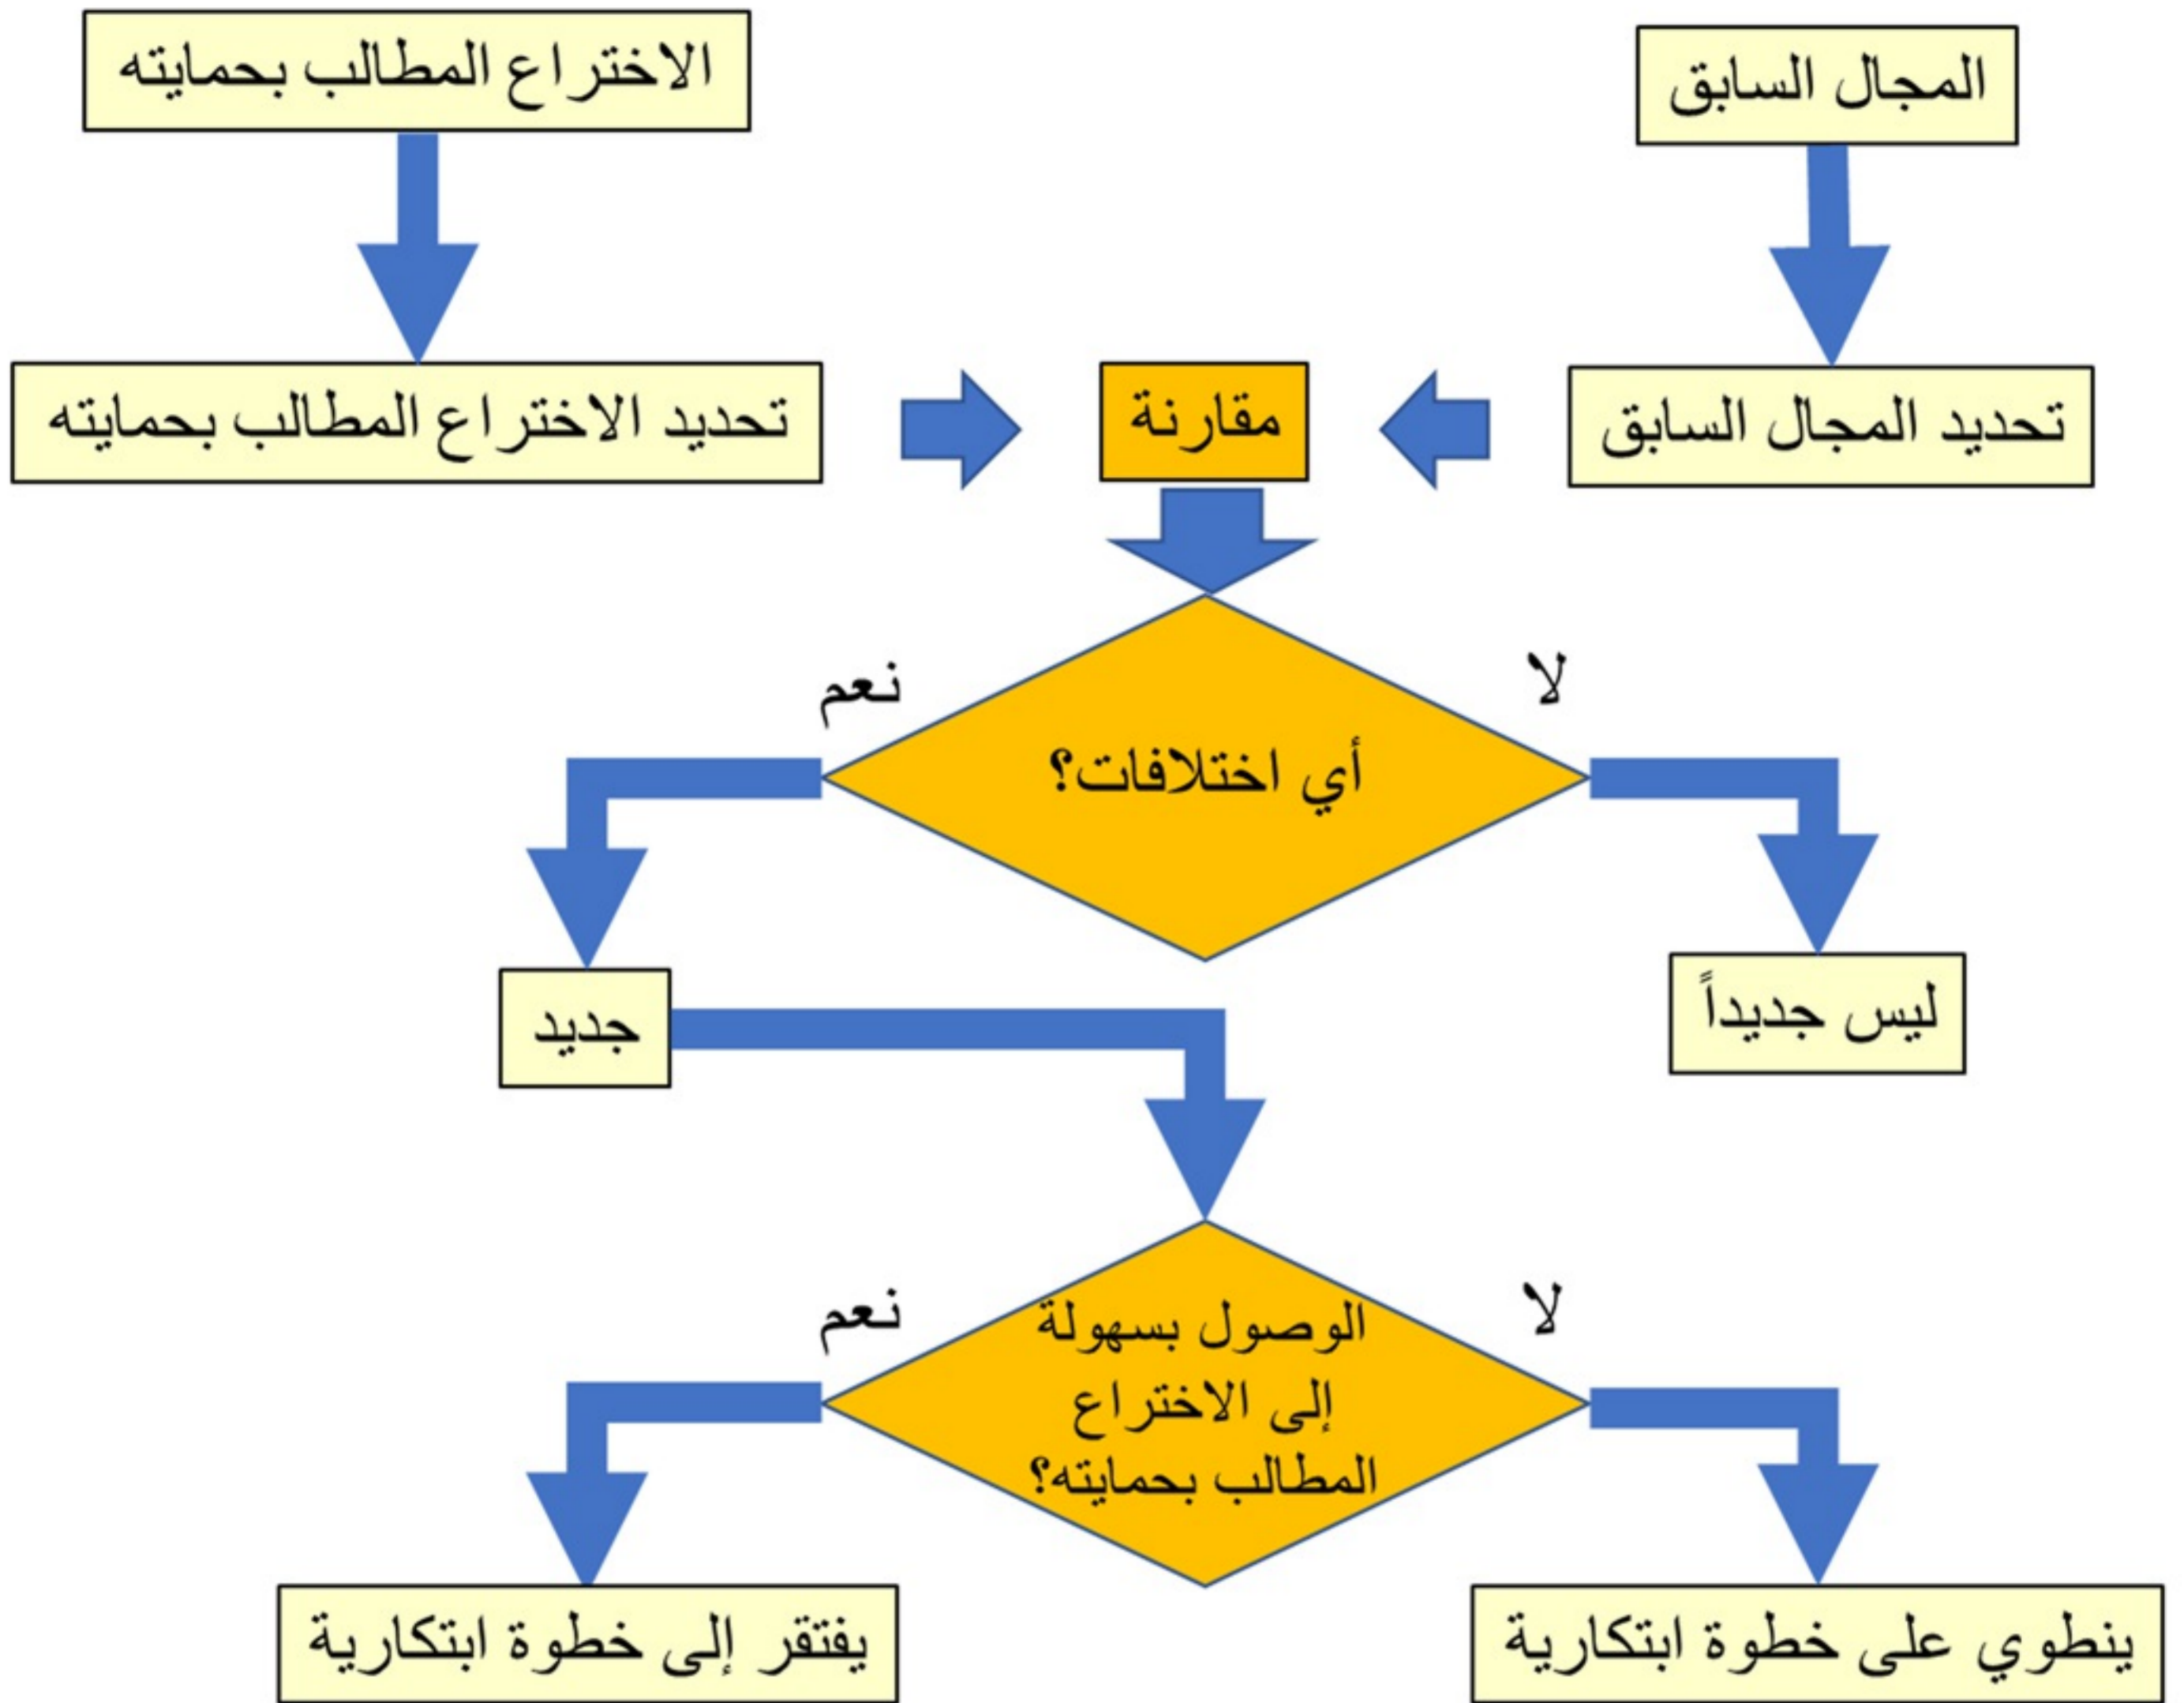 المجال السابق
الاختراع المطالب بحمايته
تحديد المجال السابق
مقارنة
تحديد الاختراع المطالب بحمايته
لا
نعم
أي اختلافات؟
ليس جديداً
جديد
لا
نعم
الوصول بسهولة
إلى الاختراع
المطالب بحمايته؟
ينطوي على خطوة ابتكارية
يفتقر إلى خطوة ابتكارية